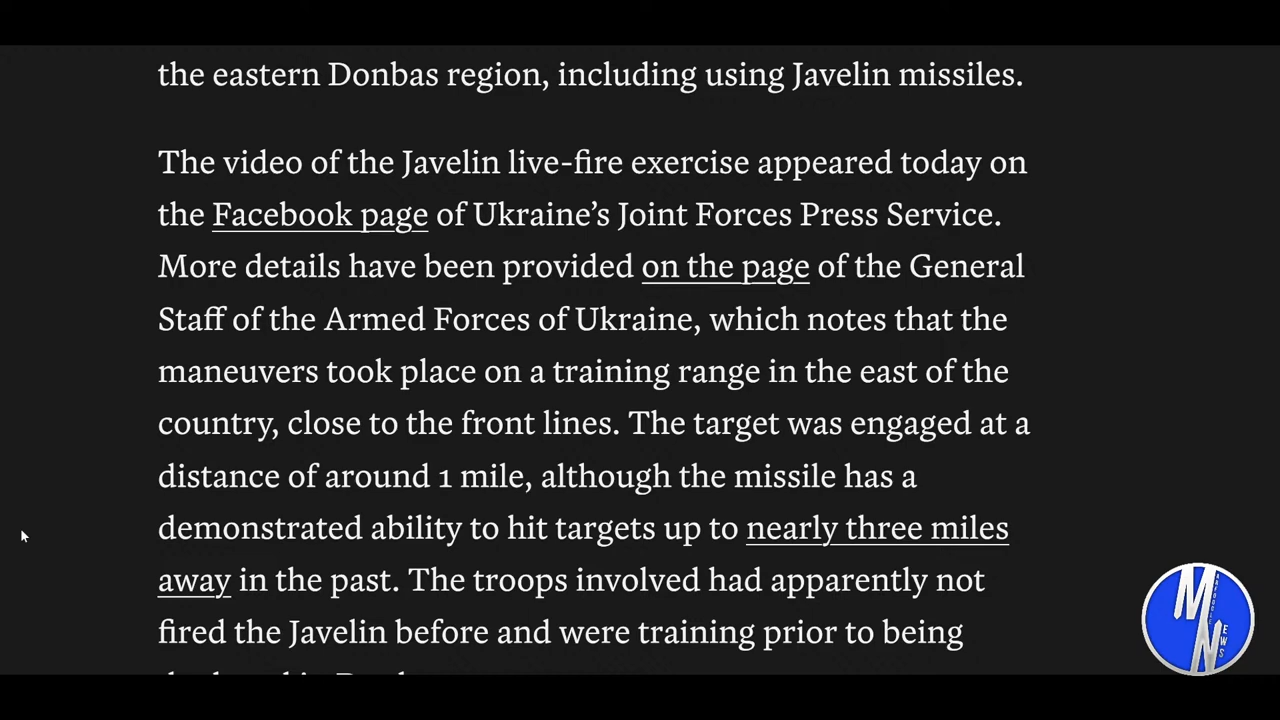 the eastern Donbas region, including using Javelin missiles.
The video of the Javelin live-fire exercise appeared today on
the Facebook page of Ukraine’s Joint Forces Press Service.
More details have been provided on the page of the General
Staff of the Armed Forces of Ukraine, which notes that the
maneuvers took place on a training range in the east of the
country, close to the front lines. The target was engaged at a
distance of around 1 mile, although the missile has a
demonstrated ability to hit targets up to nearly three miles
away in the past. The troops involved had apparently not
fired the Javelin before and were training prior to being